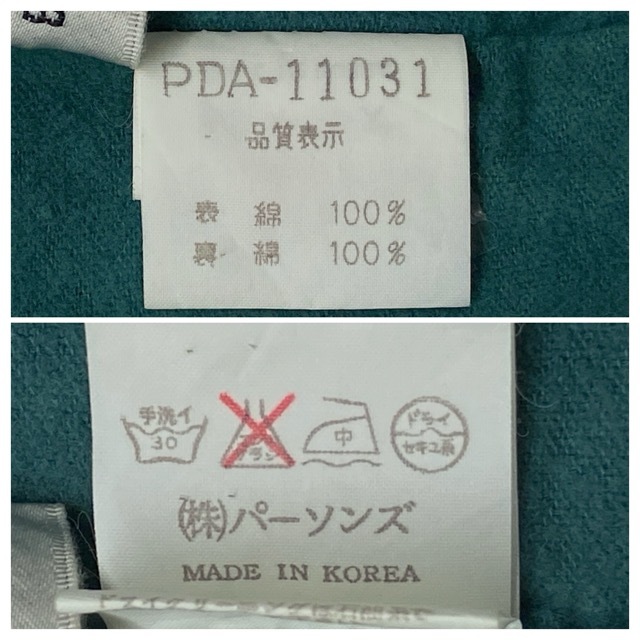 PDA-11031
品質表示
表 綿 100%
裏 綿 100%
手洗イ
30
中
ドライ
セキユ系
㈱パーソンズ
MADE IN KOREA